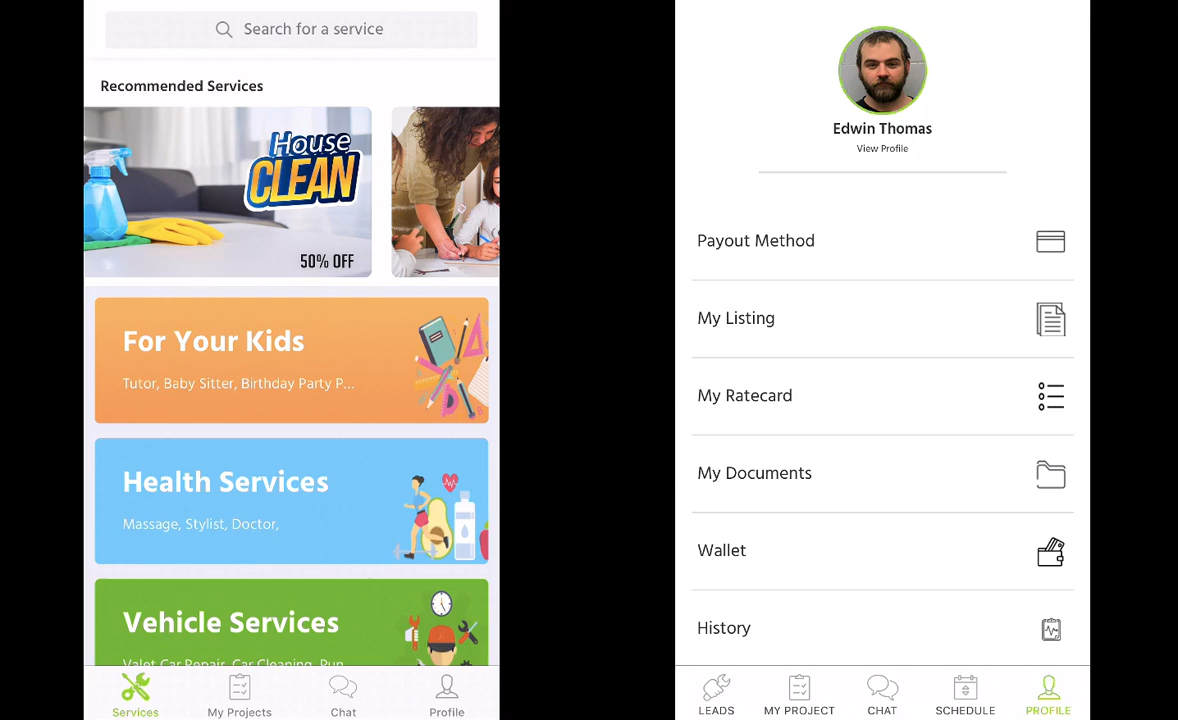 Search for a service
Recommended Services
House
CLEAN
50% OFF
For Your Kids
Tutor, Baby Sitter, Birthday Party P...
Health Services
Massage, Stylist, Doctor,
Vehicle Services
Valet Car Repair, Car Cleaning, Pun
Services
My Projects
Chat
Profile
Edwin Thomas
View Profile
Payout Method
My Listing
My Ratecard
My Documents
Wallet
History
LEADS
MY PROJECT
CHAT
SCHEDULE
PROFILE